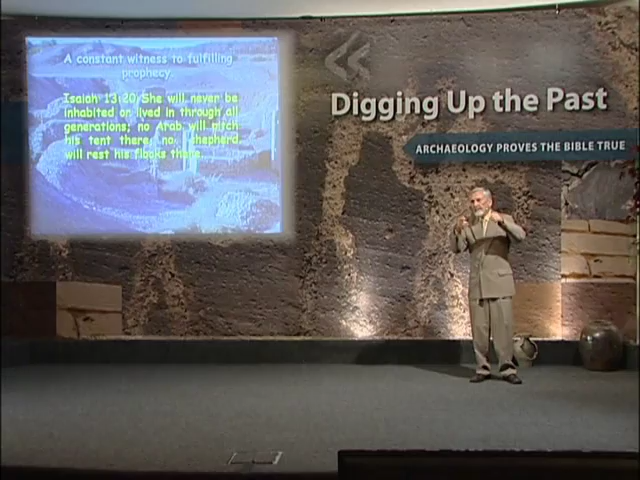 A constant witness to fulfilling
prophecy.
Isaiah 13:20 She will never be
inhabited or lived in through all
generations; no Arab will pitch
his tent there, no shepherd
will rest his flocks there.
Digging Up the Past
ARCHAEOLOGY PROVES THE BIBLE TRUE